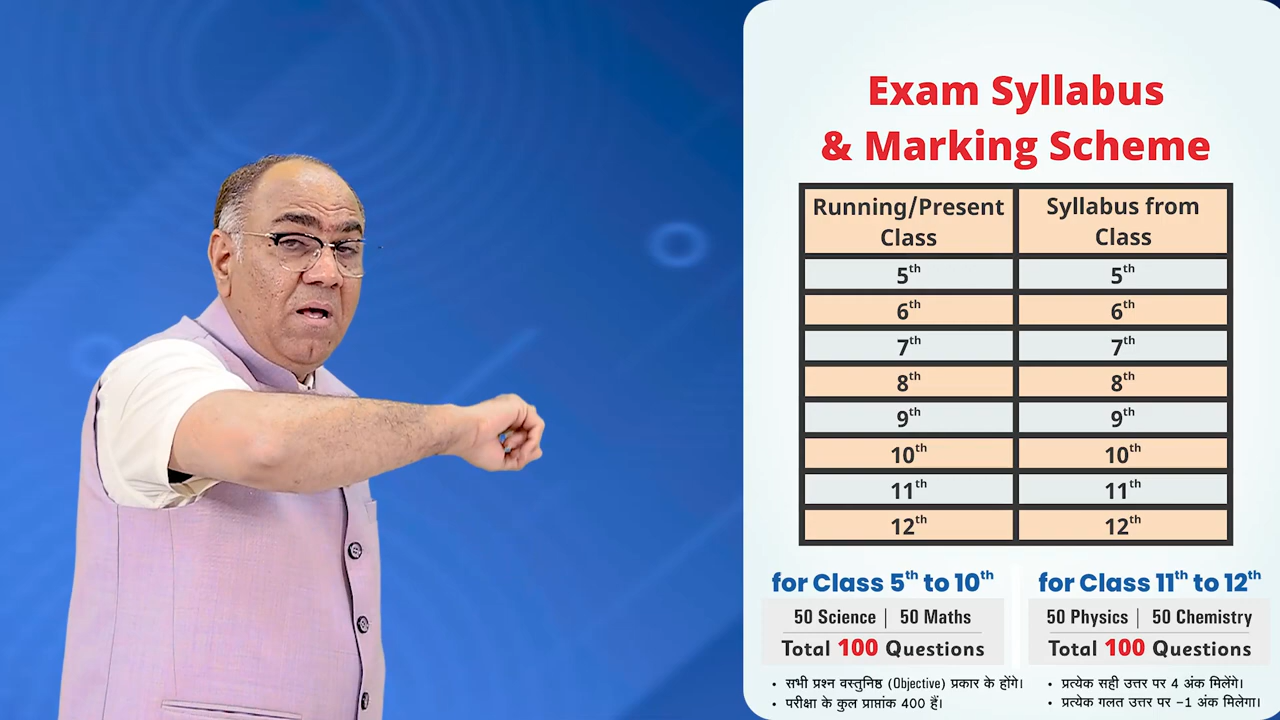 Exam Syllabus
& Marking Scheme
Running/Present Class
Syllabus from Class
5th 5th
6th 6th
7th 7th
8th 8th
9th 9th
10th 10th
11th 11th
12th 12th
for Class 5th to 10th
50 Science | 50 Maths
Total 100 Questions
• सभी प्रश्न वस्तुनिष्ठ (Objective) प्रकार के होंगे।
• परीक्षा के कुल प्राप्तांक 400 हैं।
for Class 11th to 12th
50 Physics | 50 Chemistry
Total 100 Questions
• प्रत्येक सही उत्तर पर 4 अंक मिलेंगे।
• प्रत्येक गलत उत्तर पर -1 अंक मिलेगा।